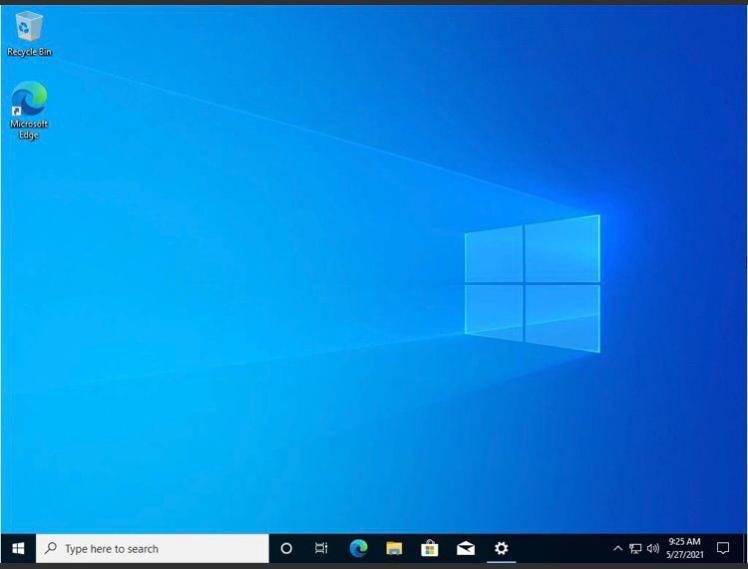 Recycle Bin
Microsoft
Edge
Type here to search
9:25 AM
5/27/2021